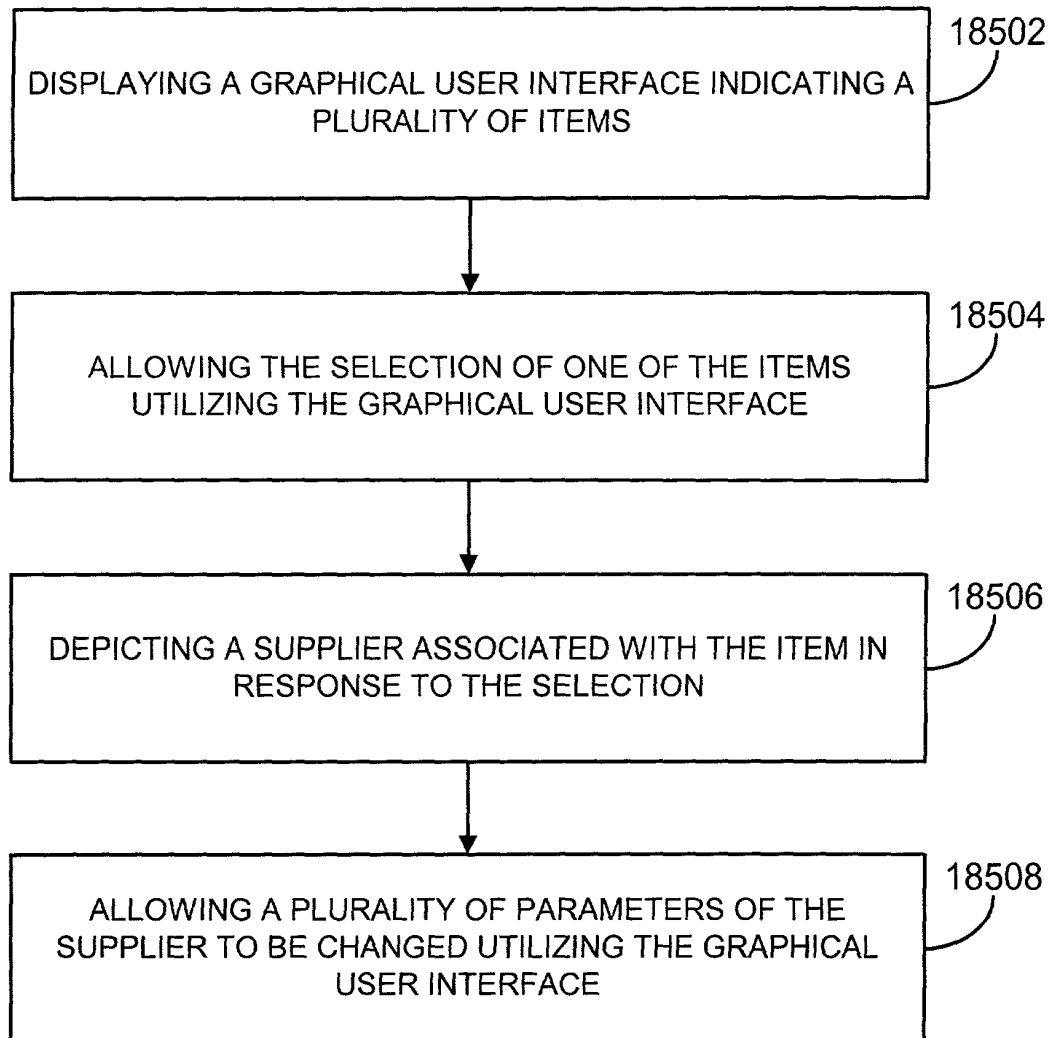 18502
DISPLAYING A GRAPHICAL USER INTERFACE INDICATING A
PLURALITY OF ITEMS
18504
ALLOWING THE SELECTION OF ONE OF THE ITEMS
UTILIZING THE GRAPHICAL USER INTERFACE
18506
DEPICTING A SUPPLIER ASSOCIATED WITH THE ITEM IN
RESPONSE TO THE SELECTION
18508
ALLOWING A PLURALITY OF PARAMETERS OF THE
SUPPLIER TO BE CHANGED UTILIZING THE GRAPHICAL
USER INTERFACE